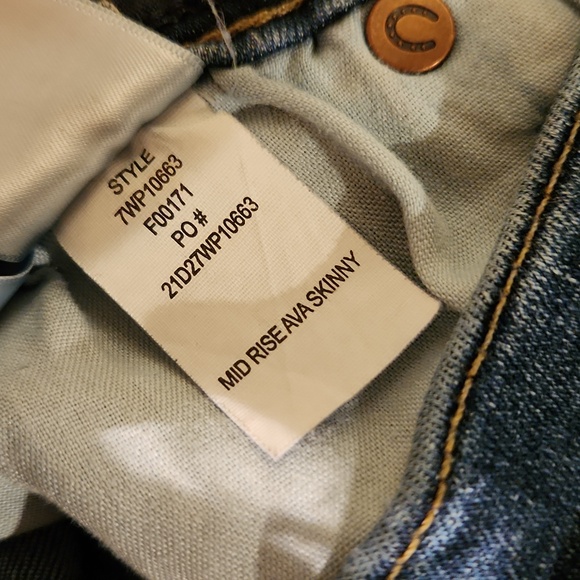 STYLE
7WP10663
F00171
PO #
21D27WP10663
MID RISE AVA SKINNY